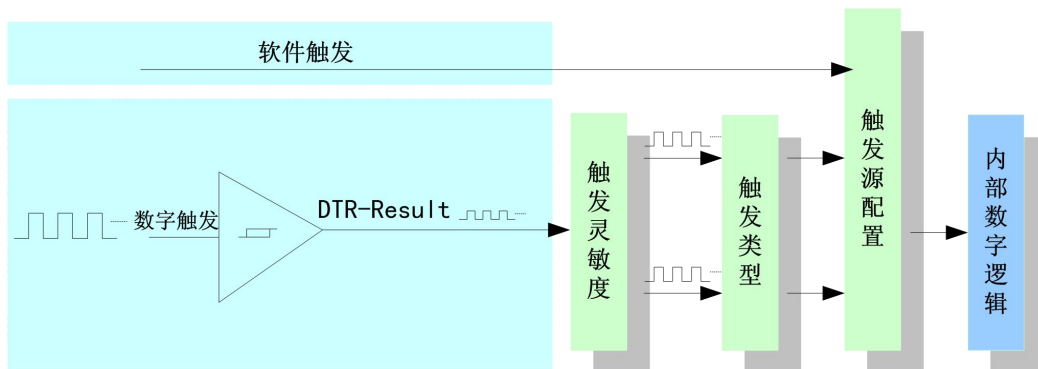 软件触发
数字触发
DTR-Result
触发灵敏度
触发类型
触发源配置
内部数字逻辑